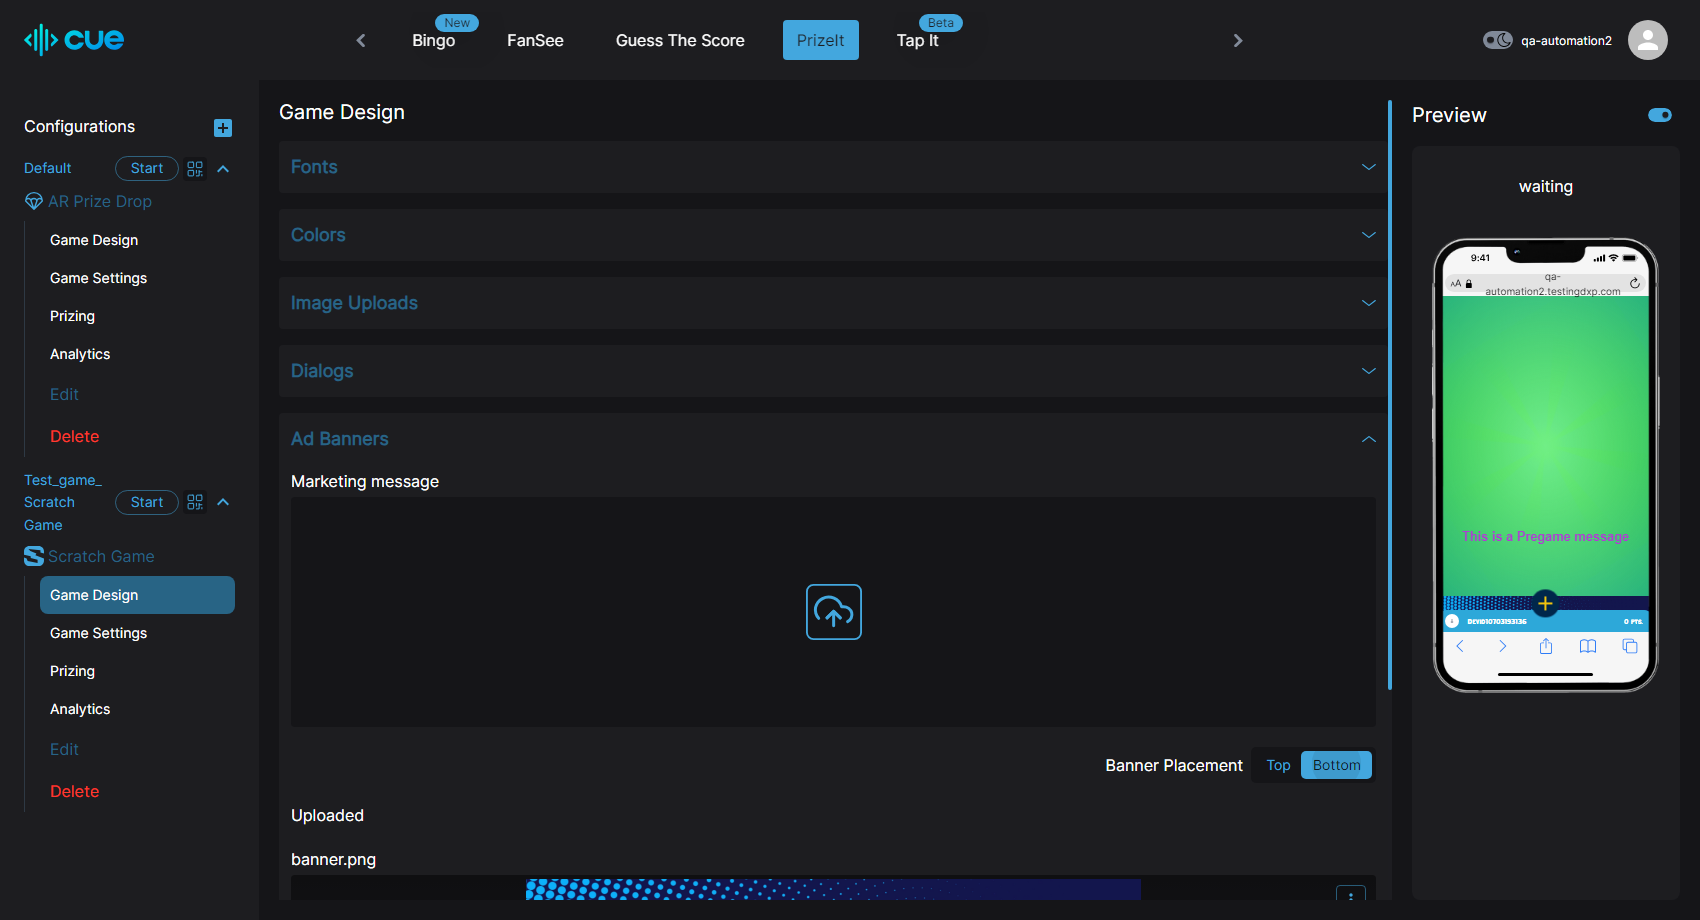 cue
New
Bingo
FanSee
Guess The Score
PrizeIt
Beta
Tap It
qa-automation2
Configurations
Default
Start
AR Prize Drop
Game Design
Game Settings
Prizing
Analytics
Edit
Delete
Test_game_
Scratch
Game
Start
Scratch Game
Game Design
Game Settings
Prizing
Analytics
Edit
Delete
Game Design
Fonts
Colors
Image Uploads
Dialogs
Ad Banners
Marketing message
Banner Placement
Top
Bottom
Uploaded
banner.png
Preview
waiting
9:41
AA
qa-
automation2.testingdxp.com
This is a Pregame message
0 PTS.